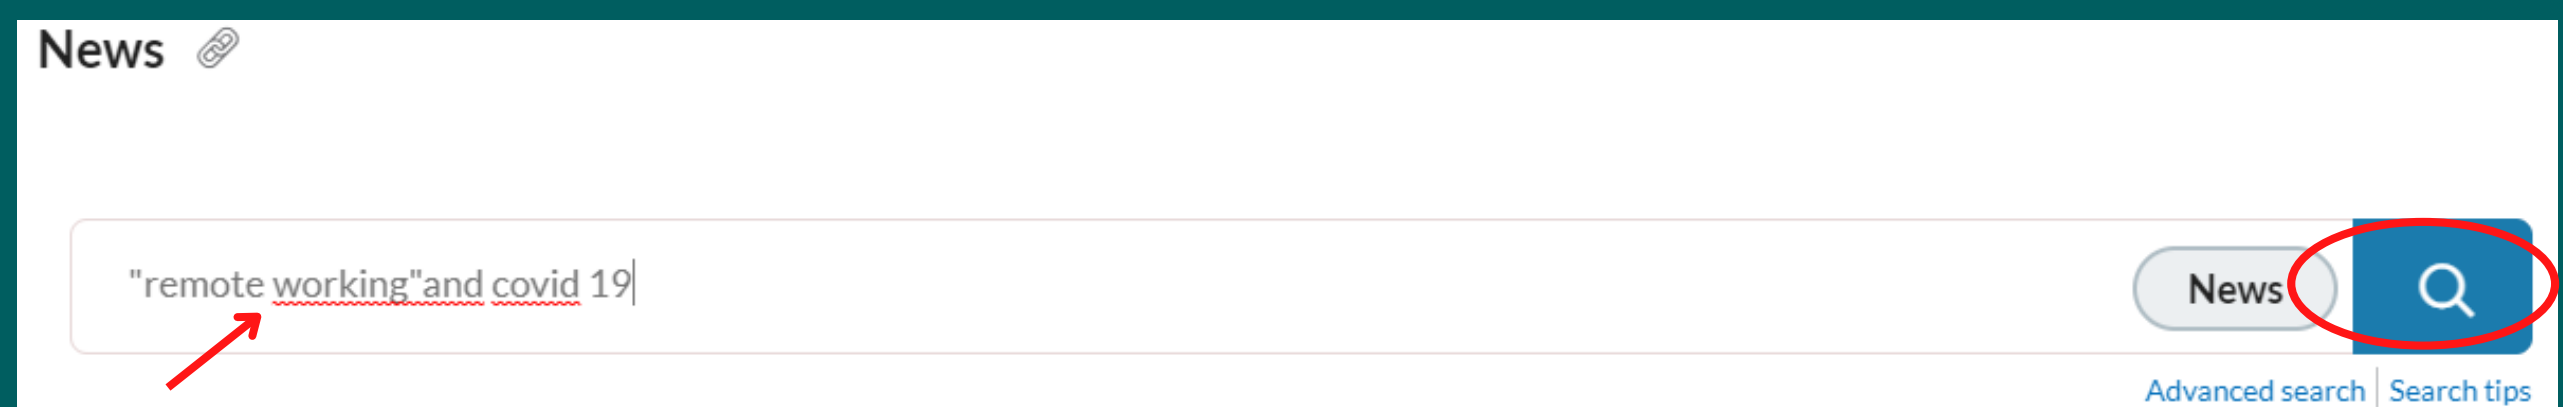 News
"remote working"and covid 19
News
Advanced search Search tips